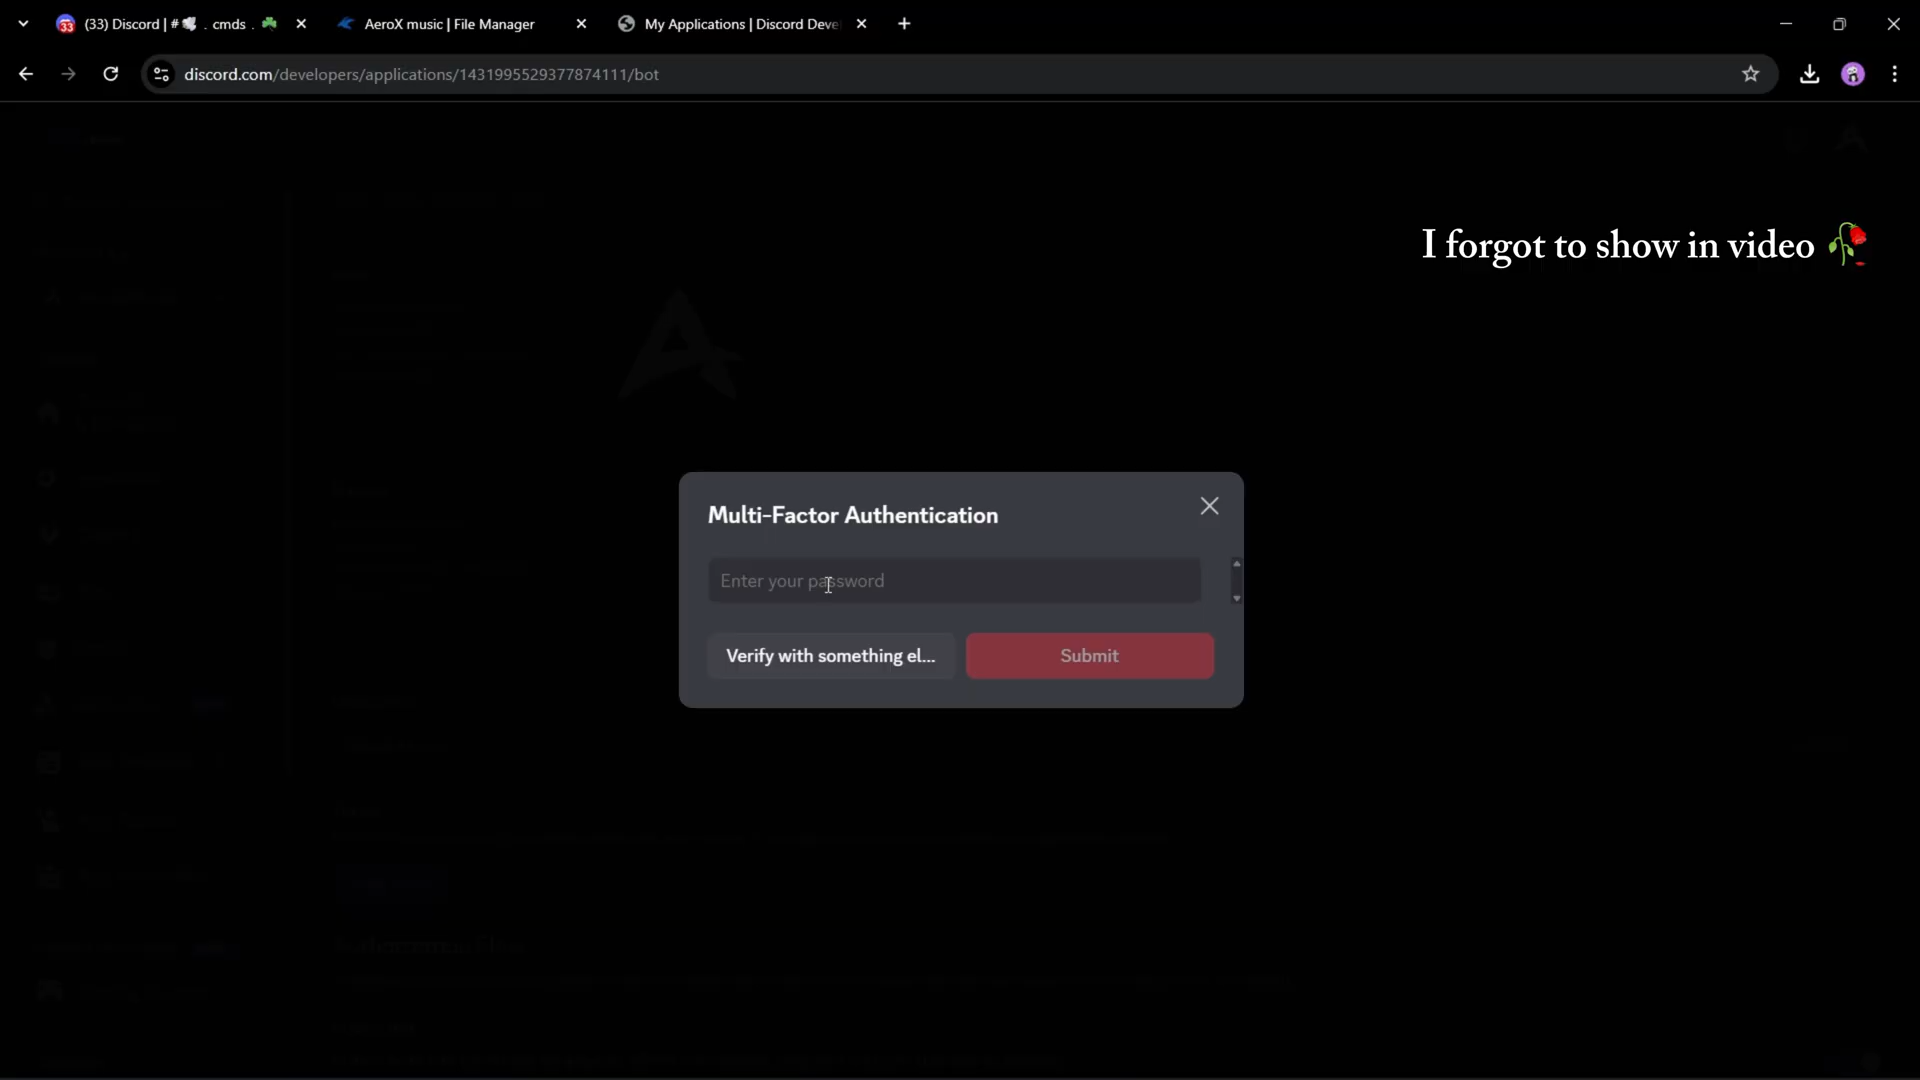 (33) Discord | # 🕊 . cmds . ☘
AeroX music | File Manager
My Applications | Discord Deve
discord.com/developers/applications/1431995529377874111/bot
I forgot to show in video 🥀
Multi-Factor Authentication
Enter your password
Verify with something el...
Submit